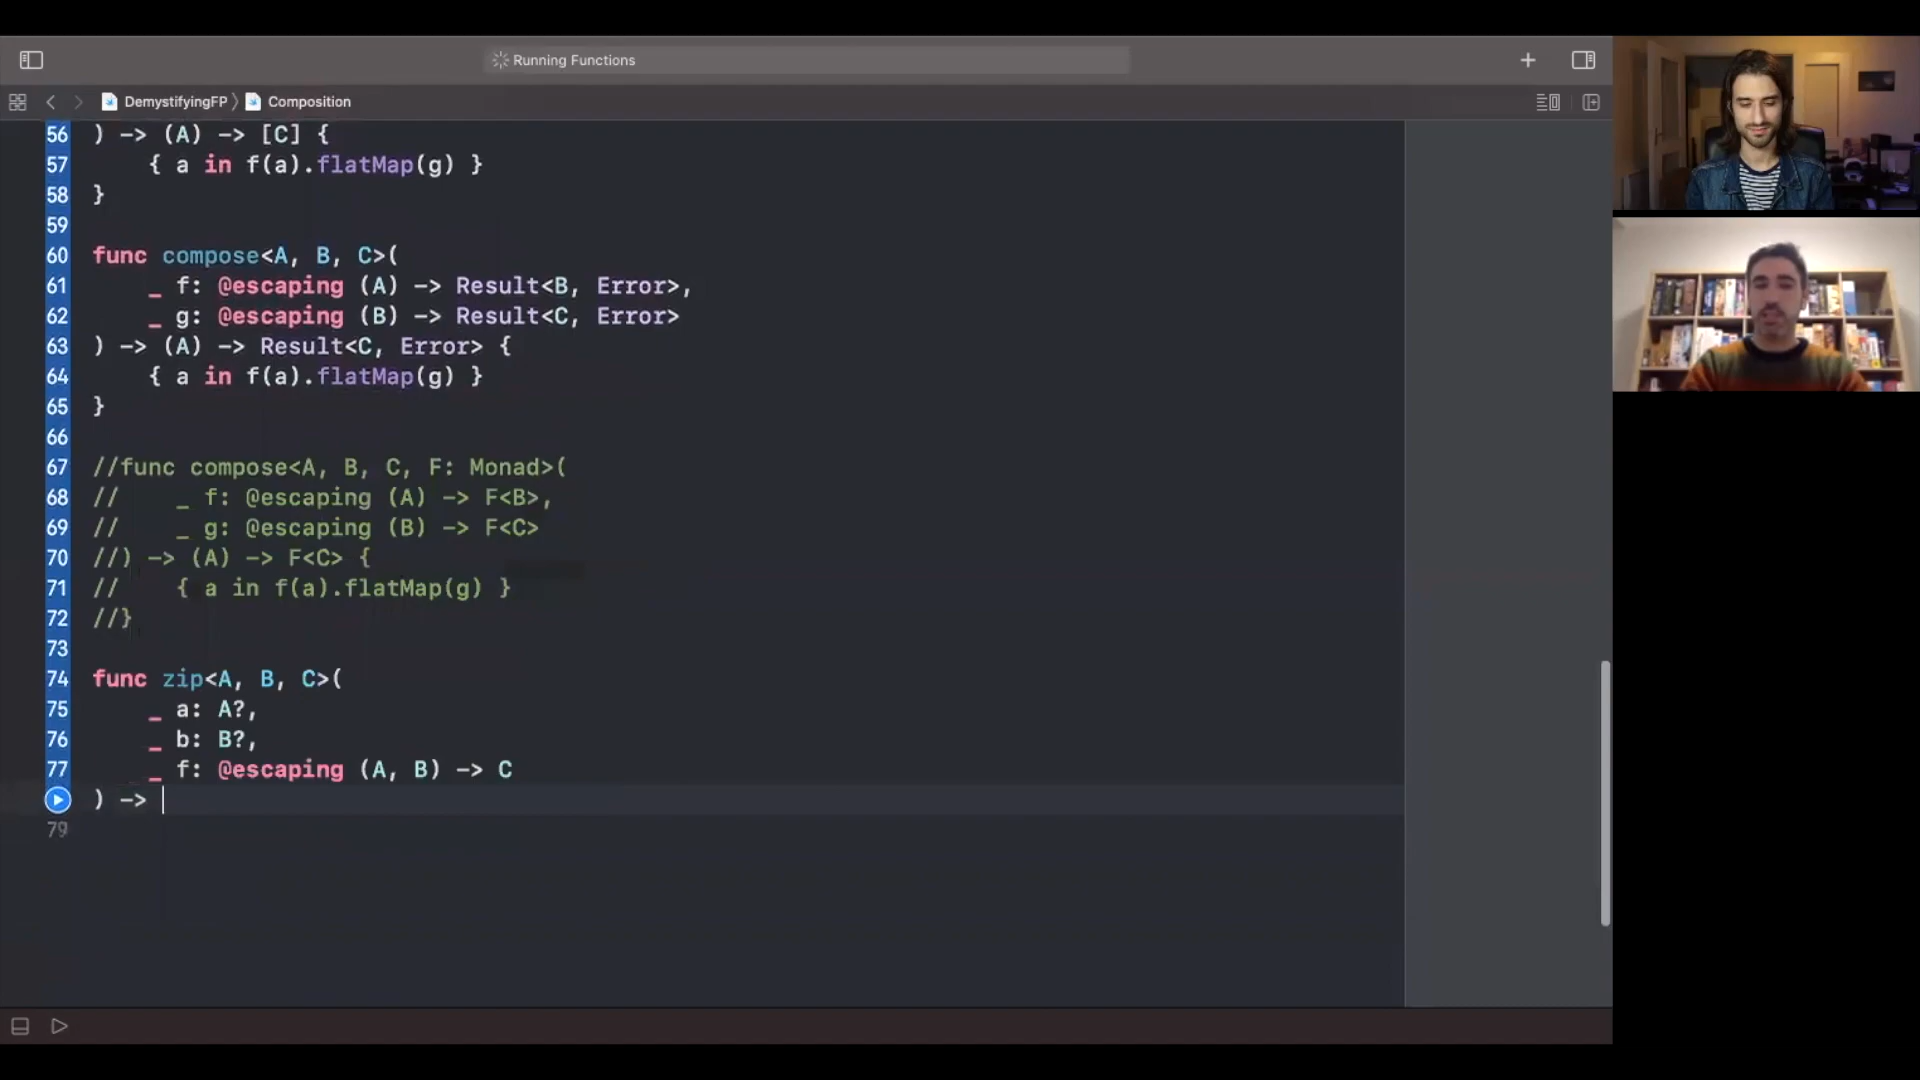 Running Functions
DemystifyingFP Composition
56 ) -> (A) -> [C] {
57     { a in f(a).flatMap(g) }
58 }
59
60 func compose<A, B, C>(
61     _ f: @escaping (A) -> Result<B, Error>,
62     _ g: @escaping (B) -> Result<C, Error>
63 ) -> (A) -> Result<C, Error> {
64     { a in f(a).flatMap(g) }
65 }
66
67 //func compose<A, B, C, F: Monad>(
68 //    _ f: @escaping (A) -> F<B>,
69 //    _ g: @escaping (B) -> F<C>
70 //) -> (A) -> F<C> {
71 //    { a in f(a).flatMap(g) }
72 //}
73
74 func zip<A, B, C>(
75     _ a: A?,
76     _ b: B?,
77     _ f: @escaping (A, B) -> C
) ->
79